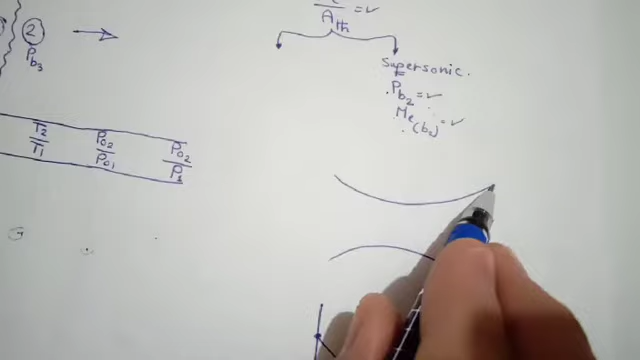 2
P_b3
A_th = ✓
Supersonic.
P_b2 = ✓
Me_(b2) = ✓
T2/T1 P02/P01 P02/P1